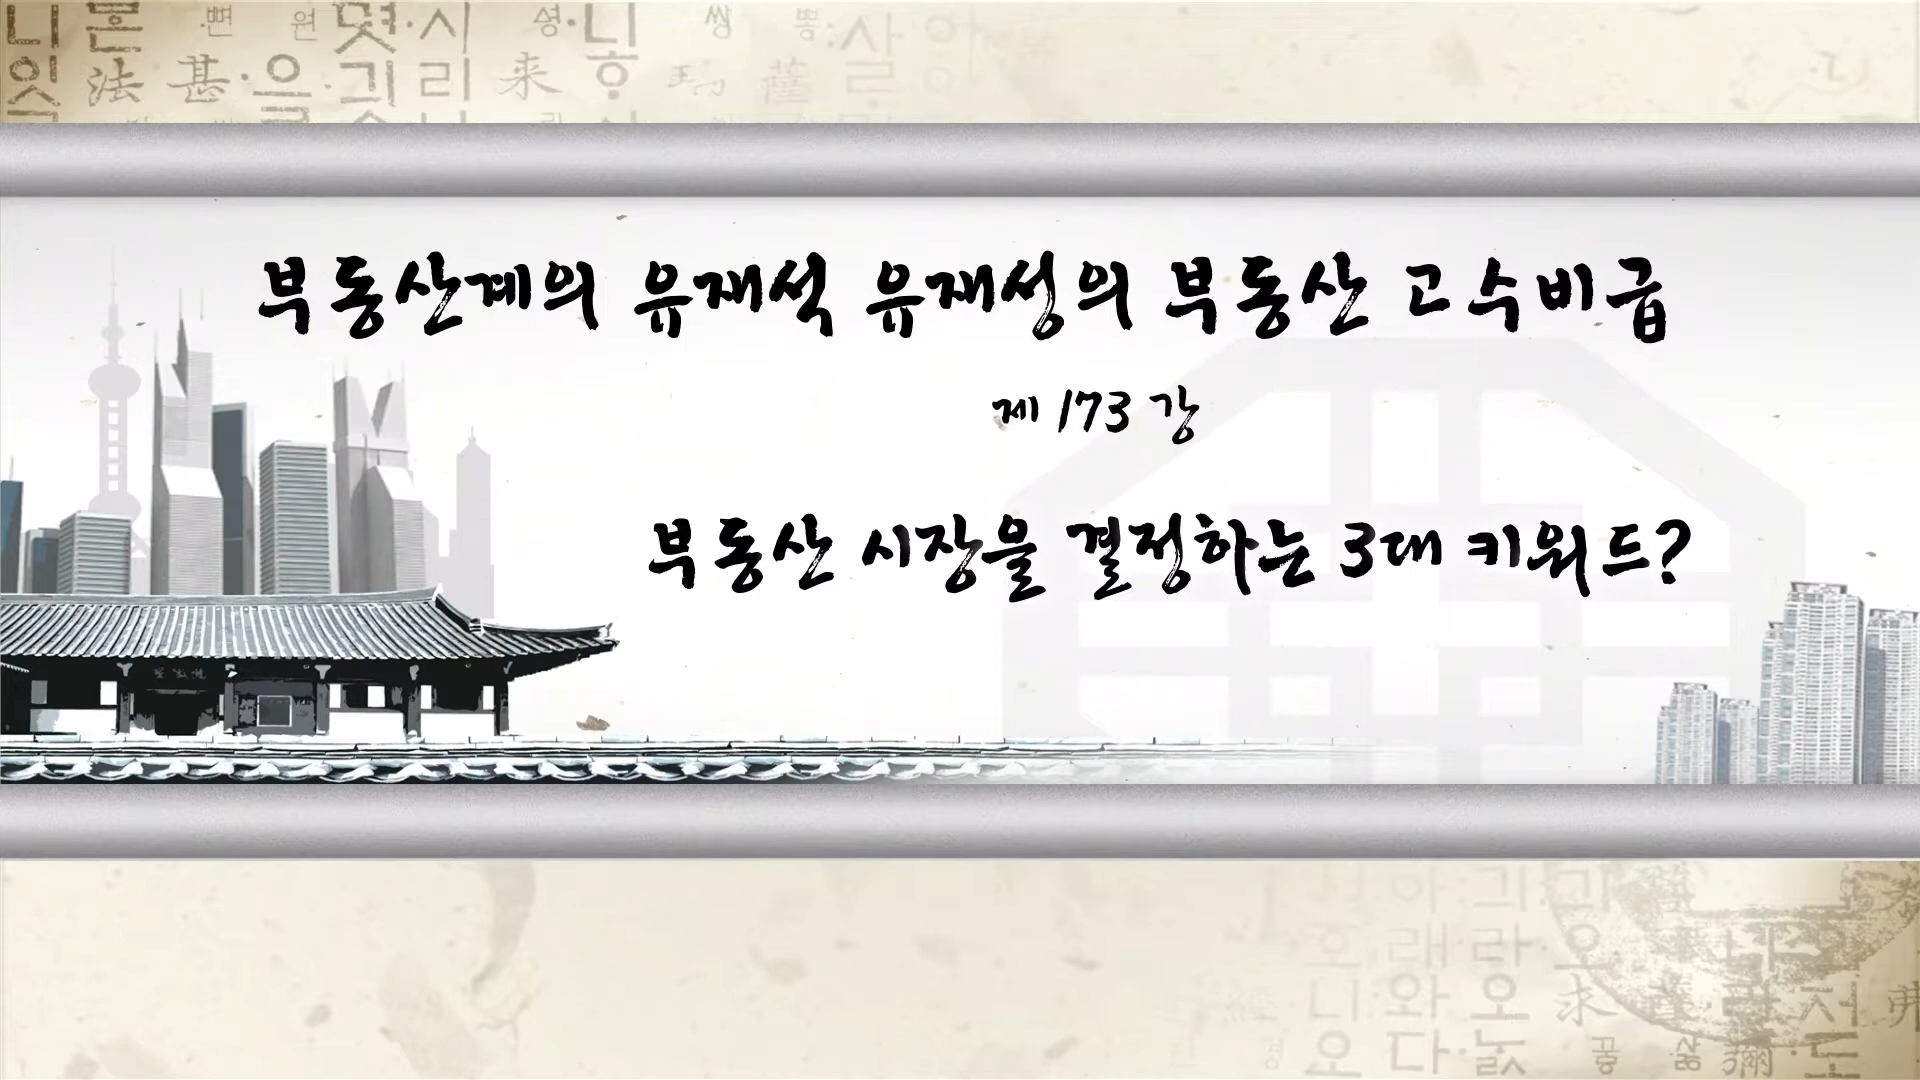 부동산계의 유재석 유재성의 부동산 고수비급
제 173 강
부동산 시장을 결정하는 3대 키워드?